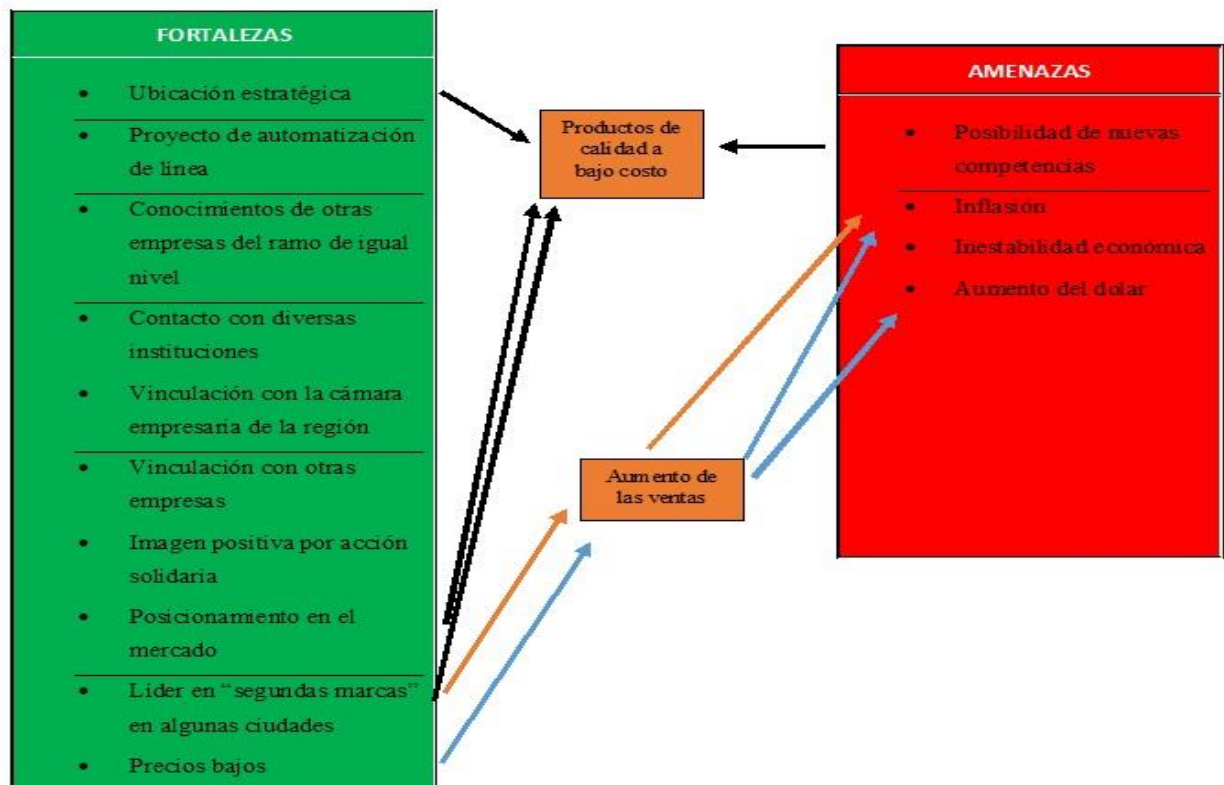 FORTALEZAS
• Ubicación estratégica
• Proyecto de automatización
de línea
• Conocimientos de otras
empresas del ramo de igual
nivel
• Contacto con diversas
instituciones
• Vinculación con la cámara
empresaria de la región
• Vinculación con otras
empresas
• Imagen positiva por acción
solidaria
• Posicionamiento en el
mercado
• Líder en “segundas marcas”
en algunas ciudades
• Precios bajos
Productos de
calidad a
bajo costo
Aumento de
las ventas
AMENAZAS
• Posibilidad de nuevas
competencias
• Inflasión
• Inestabilidad económica
• Aumento del dolar